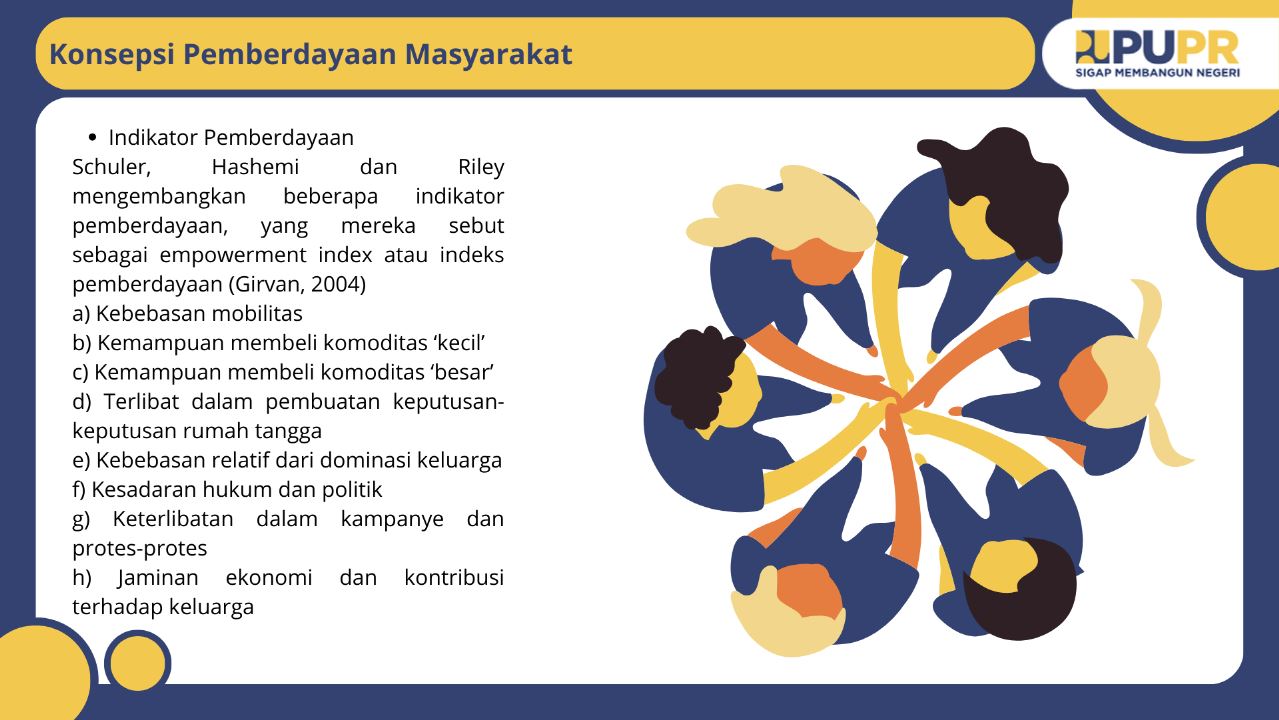 Konsepsi Pemberdayaan Masyarakat
PUPR
SIGAP MEMBANGUN NEGERI
• Indikator Pemberdayaan
Schuler, Hashemi dan Riley
mengembangkan beberapa indikator
pemberdayaan, yang mereka sebut
sebagai empowerment index atau indeks
pemberdayaan (Girvan, 2004)
a) Kebebasan mobilitas
b) Kemampuan membeli komoditas ‘kecil’
c) Kemampuan membeli komoditas ‘besar’
d) Terlibat dalam pembuatan keputusan-
keputusan rumah tangga
e) Kebebasan relatif dari dominasi keluarga
f) Kesadaran hukum dan politik
g) Keterlibatan dalam kampanye dan
protes-protes
h) Jaminan ekonomi dan kontribusi
terhadap keluarga